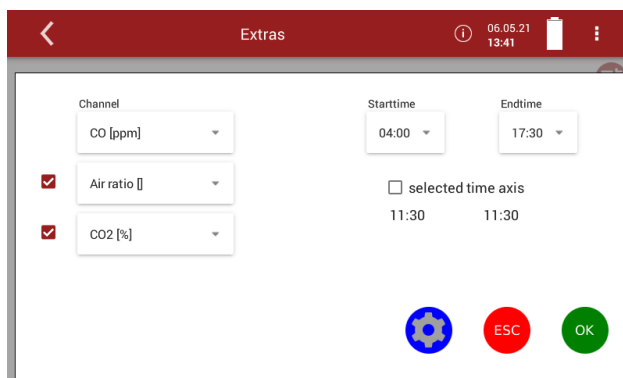 Extras
06.05.21
13:41
Channel
Starttime
Endtime
CO [ppm]
04:00
17:30
Air ratio []
selected time axis
11:30
11:30
CO2 [%]
ESC
OK